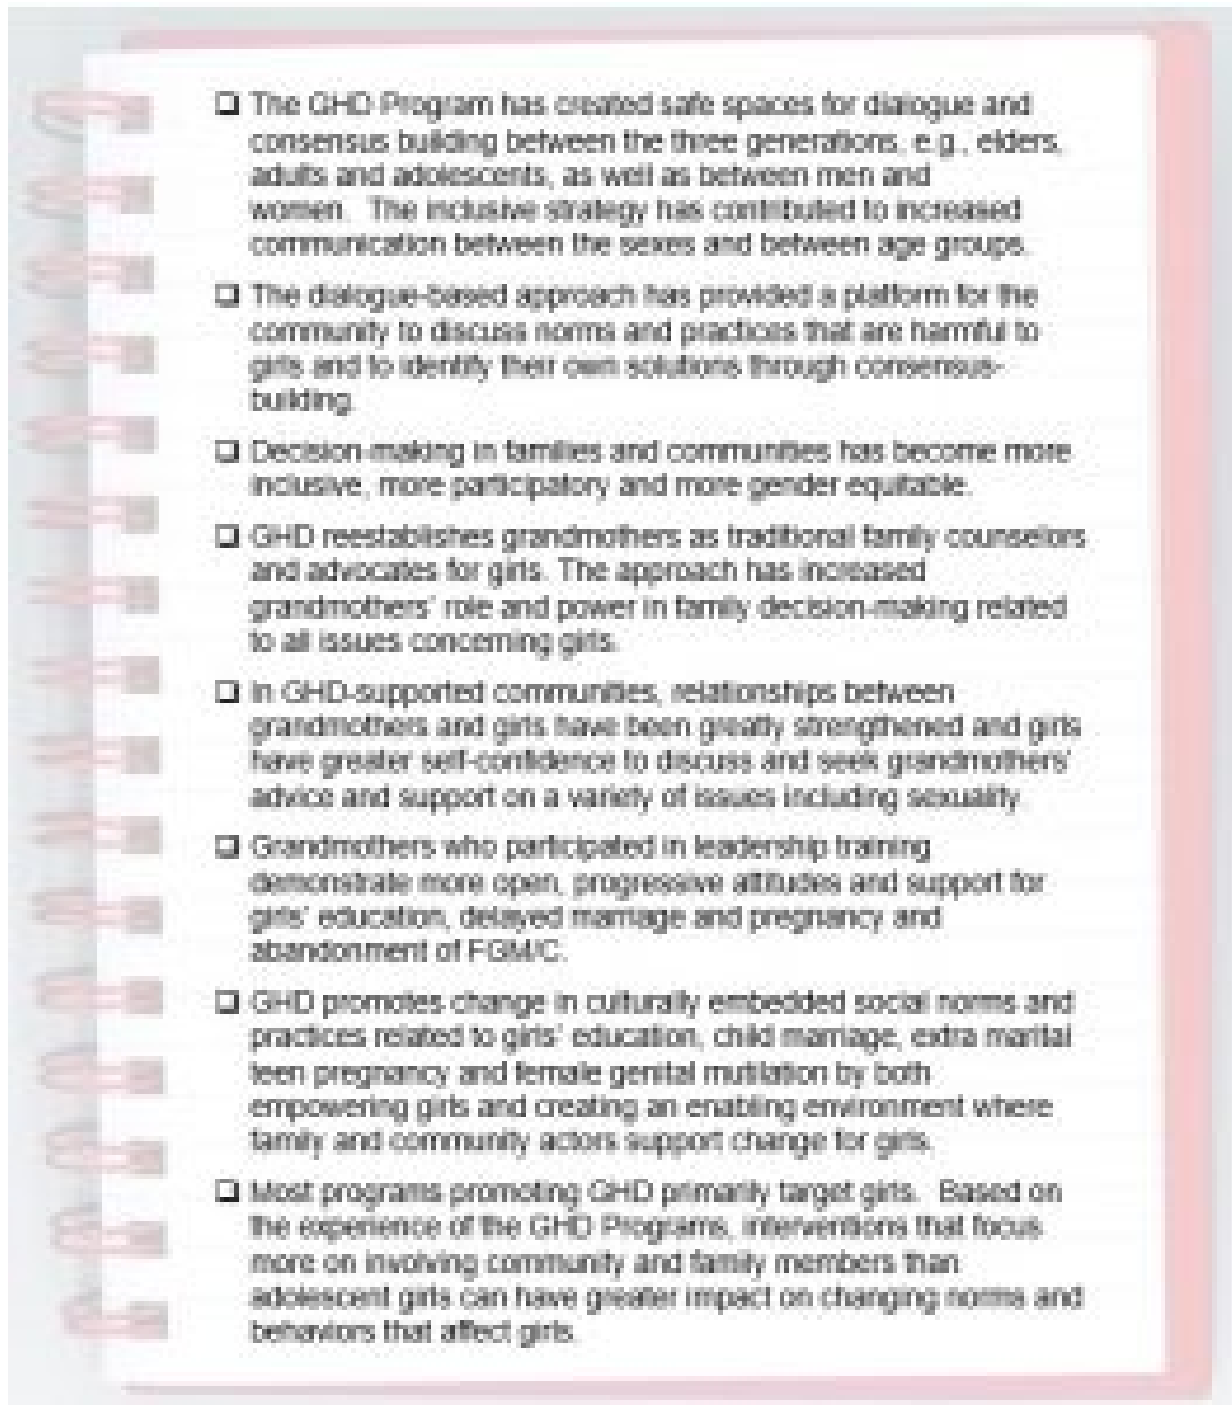 ❑ The GHD Program has created safe spaces for dialogue and
consensus building between the three generations, e.g., elders,
adults and adolescents, as well as between men and
women. The inclusive strategy has contributed to increased
communication between the sexes and between age groups.
❑ The dialogue-based approach has provided a platform for the
community to discuss norms and practices that are harmful to
girls and to identify their own solutions through consensus-
building.
❑ Decision-making in families and communities has become more
inclusive, more participatory and more gender equitable.
❑ GHD reestablishes grandmothers as traditional family counselors
and advocates for girls. The approach has increased
grandmothers' role and power in family decision-making related
to all issues concerning girls.
❑ In GHD-supported communities, relationships between
grandmothers and girls have been greatly strengthened and girls
have greater self-confidence to discuss and seek grandmothers'
advice and support on a variety of issues including sexuality.
❑ Grandmothers who participated in leadership training
demonstrate more open, progressive attitudes and support for
girls' education, delayed marriage and pregnancy and
abandonment of FGM/C.
❑ GHD promotes change in culturally embedded social norms and
practices related to girls' education, child marriage, extra marital
teen pregnancy and female genital mutilation by both
empowering girls and creating an enabling environment where
family and community actors support change for girls.
❑ Most programs promoting GHD primarily target girls. Based on
the experience of the GHD Programs, interventions that focus
more on involving community and family members than
adolescent girls can have greater impact on changing norms and
behaviors that affect girls.